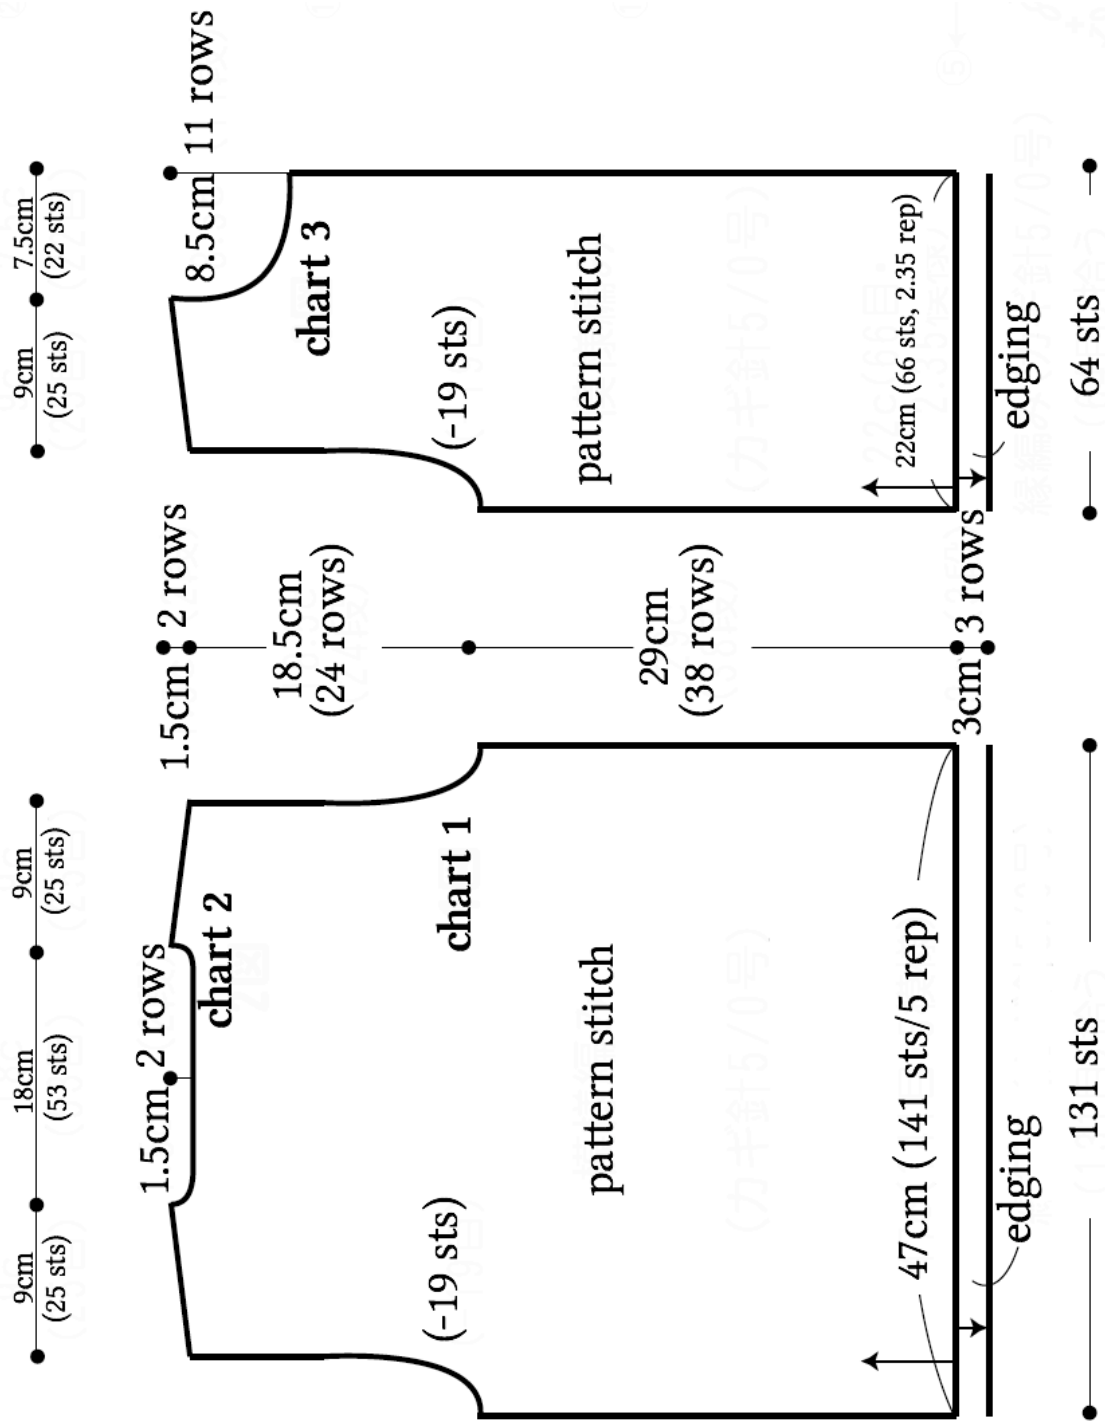 9cm
(25 sts)
18cm
(53 sts)
9cm
(25 sts)
9cm
(25 sts)
7.5cm
(22 sts)
1.5cm 2 rows
chart 2
1.5cm 2 rows
8.5cm 11 rows
chart 3
18.5cm
(24 rows)
(-19 sts)
chart 1
(-19 sts)
pattern stitch
29cm
(38 rows)
pattern stitch
47cm (141 sts/5 rep)
22cm (66 sts, 2.35 rep)
3cm 3 rows
edging
edging
131 sts
64 sts